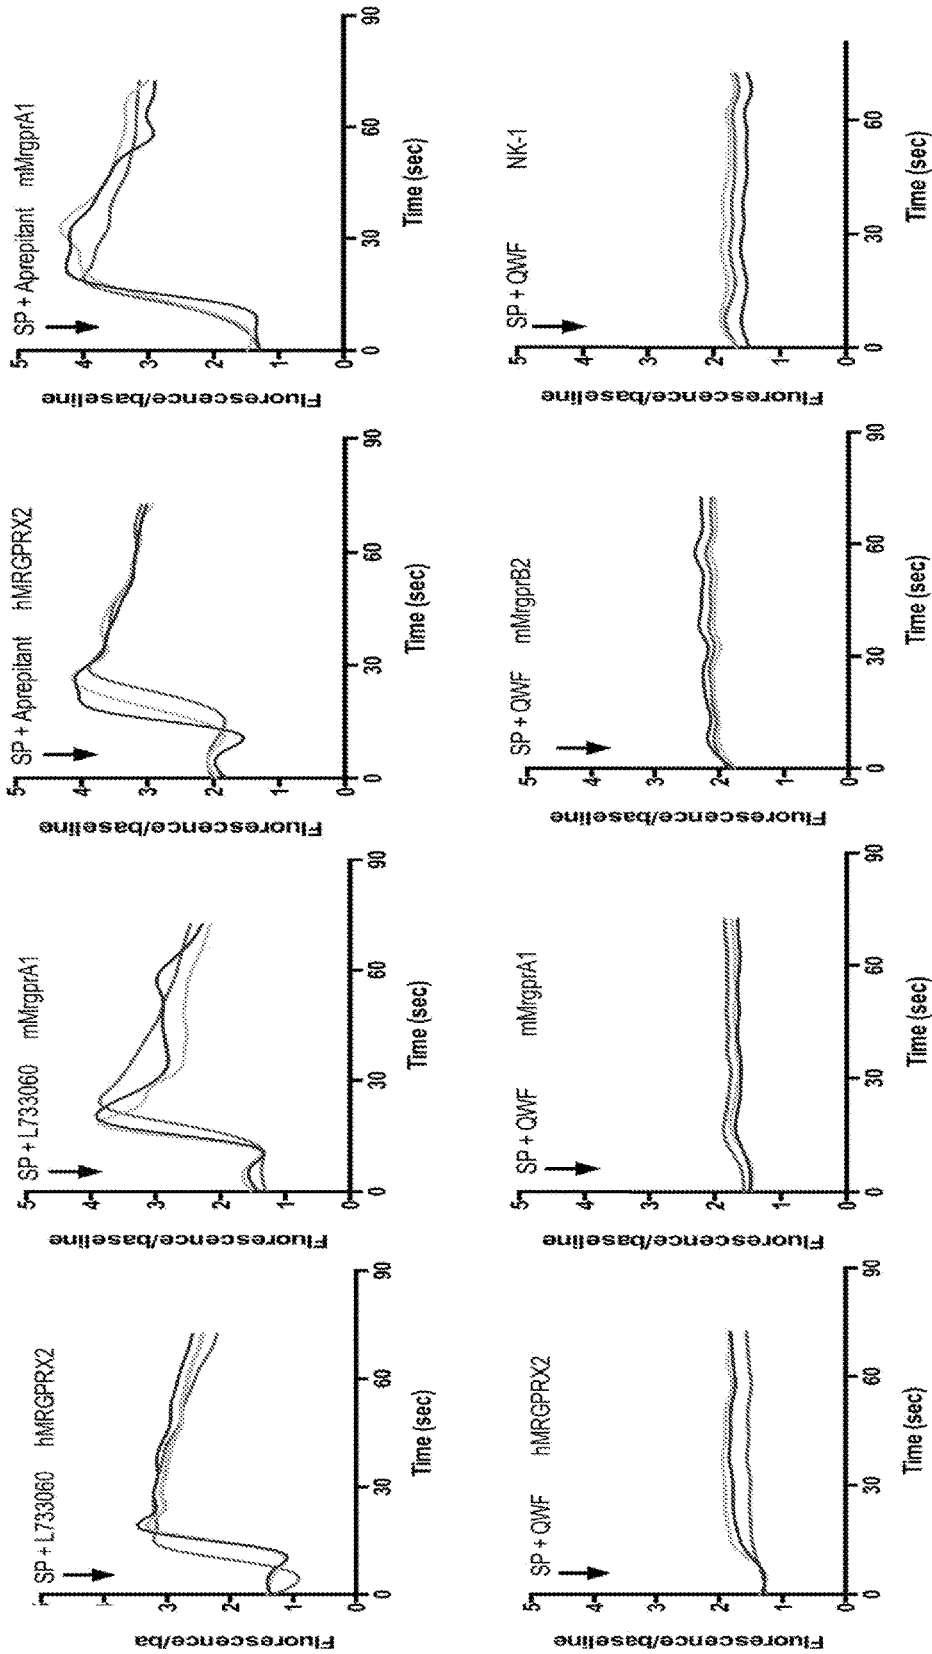 SP + L733060 hMRGPRX2
Fluorescence/ba
3
2
1
0
0 30 60 90
Time (sec)
SP + L733060 mMrgprA1
Fluorescence/baseline
5
4
3
2
1
0
0 30 60 90
Time (sec)
SP + Aprepitant hMRGPRX2
Fluorescence/baseline
5
4
3
2
1
0
0 30 60 90
Time (sec)
SP + Aprepitant mMrgprA1
Fluorescence/baseline
5
4
3
2
1
0
0 30 60 90
Time (sec)
SP + QWF hMRGPRX2
Fluorescence/baseline
5
4
3
2
1
0
0 30 60 90
Time (sec)
SP + QWF mMrgprA1
Fluorescence/baseline
5
4
3
2
1
0
0 30 60 90
Time (sec)
SP + QWF mMrgprB2
Fluorescence/baseline
5
4
3
2
1
0
0 30 60 90
Time (sec)
SP + QWF NK-1
Fluorescence/baseline
5
4
3
2
1
0
0 30 60
Time (sec)